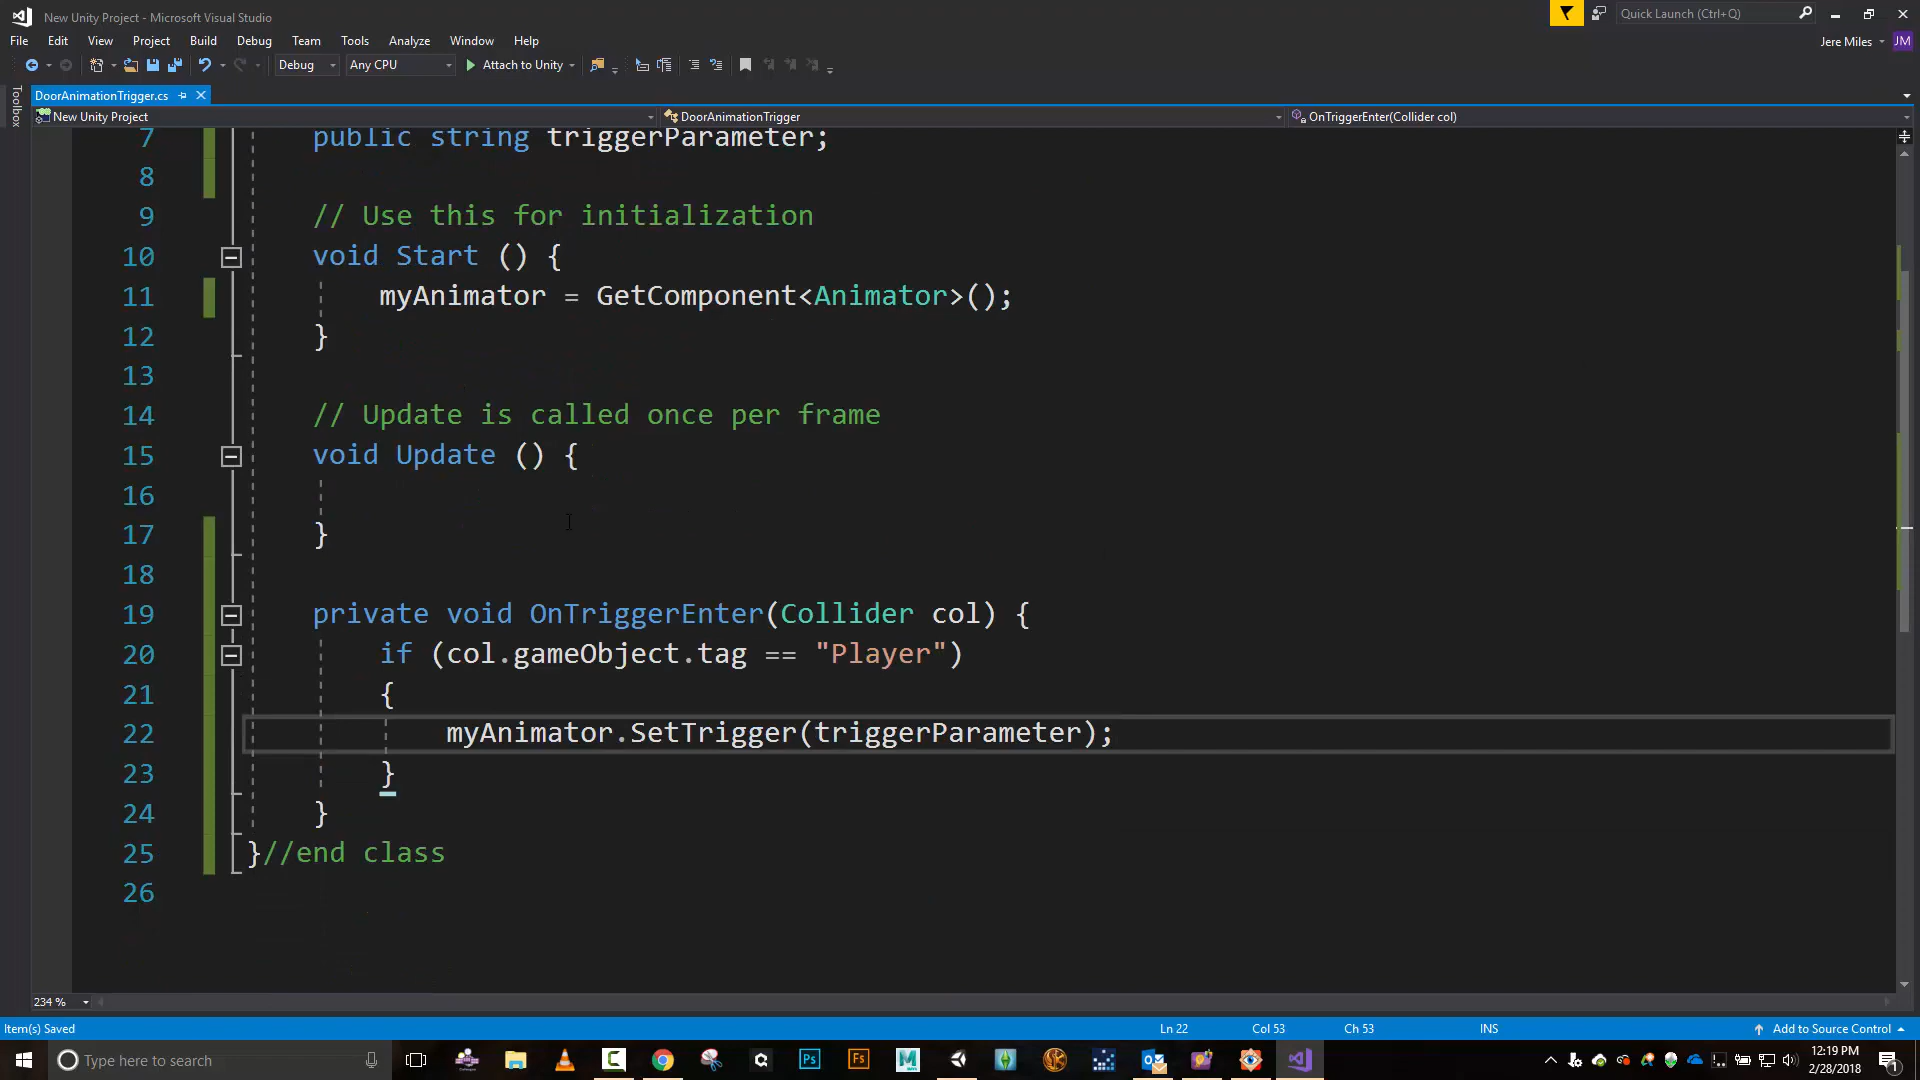 New Unity Project - Microsoft Visual Studio
Quick Launch (Ctrl+Q)
File Edit View Project Build Debug Team Tools Analyze Window Help
Jere Miles JM
Debug Any CPU Attach to Unity
Toolbox
DoorAnimationTrigger.cs
New Unity Project DoorAnimationTrigger OnTriggerEnter(Collider col)
7 public string triggerParameter;
8
9 // Use this for initialization
10 void Start () {
11 myAnimator = GetComponent<Animator>();
12 }
13
14 // Update is called once per frame
15 void Update () {
16
17 }
18
19 private void OnTriggerEnter(Collider col) {
20 if (col.gameObject.tag == "Player")
21 {
22 myAnimator.SetTrigger(triggerParameter);
23 }
24 }
25 }//end class
26
234 %
Item(s) Saved Ln 22 Col 53 Ch 53 INS Add to Source Control
Type here to search
Ps
Fs
M
12:19 PM
2/28/2018
1